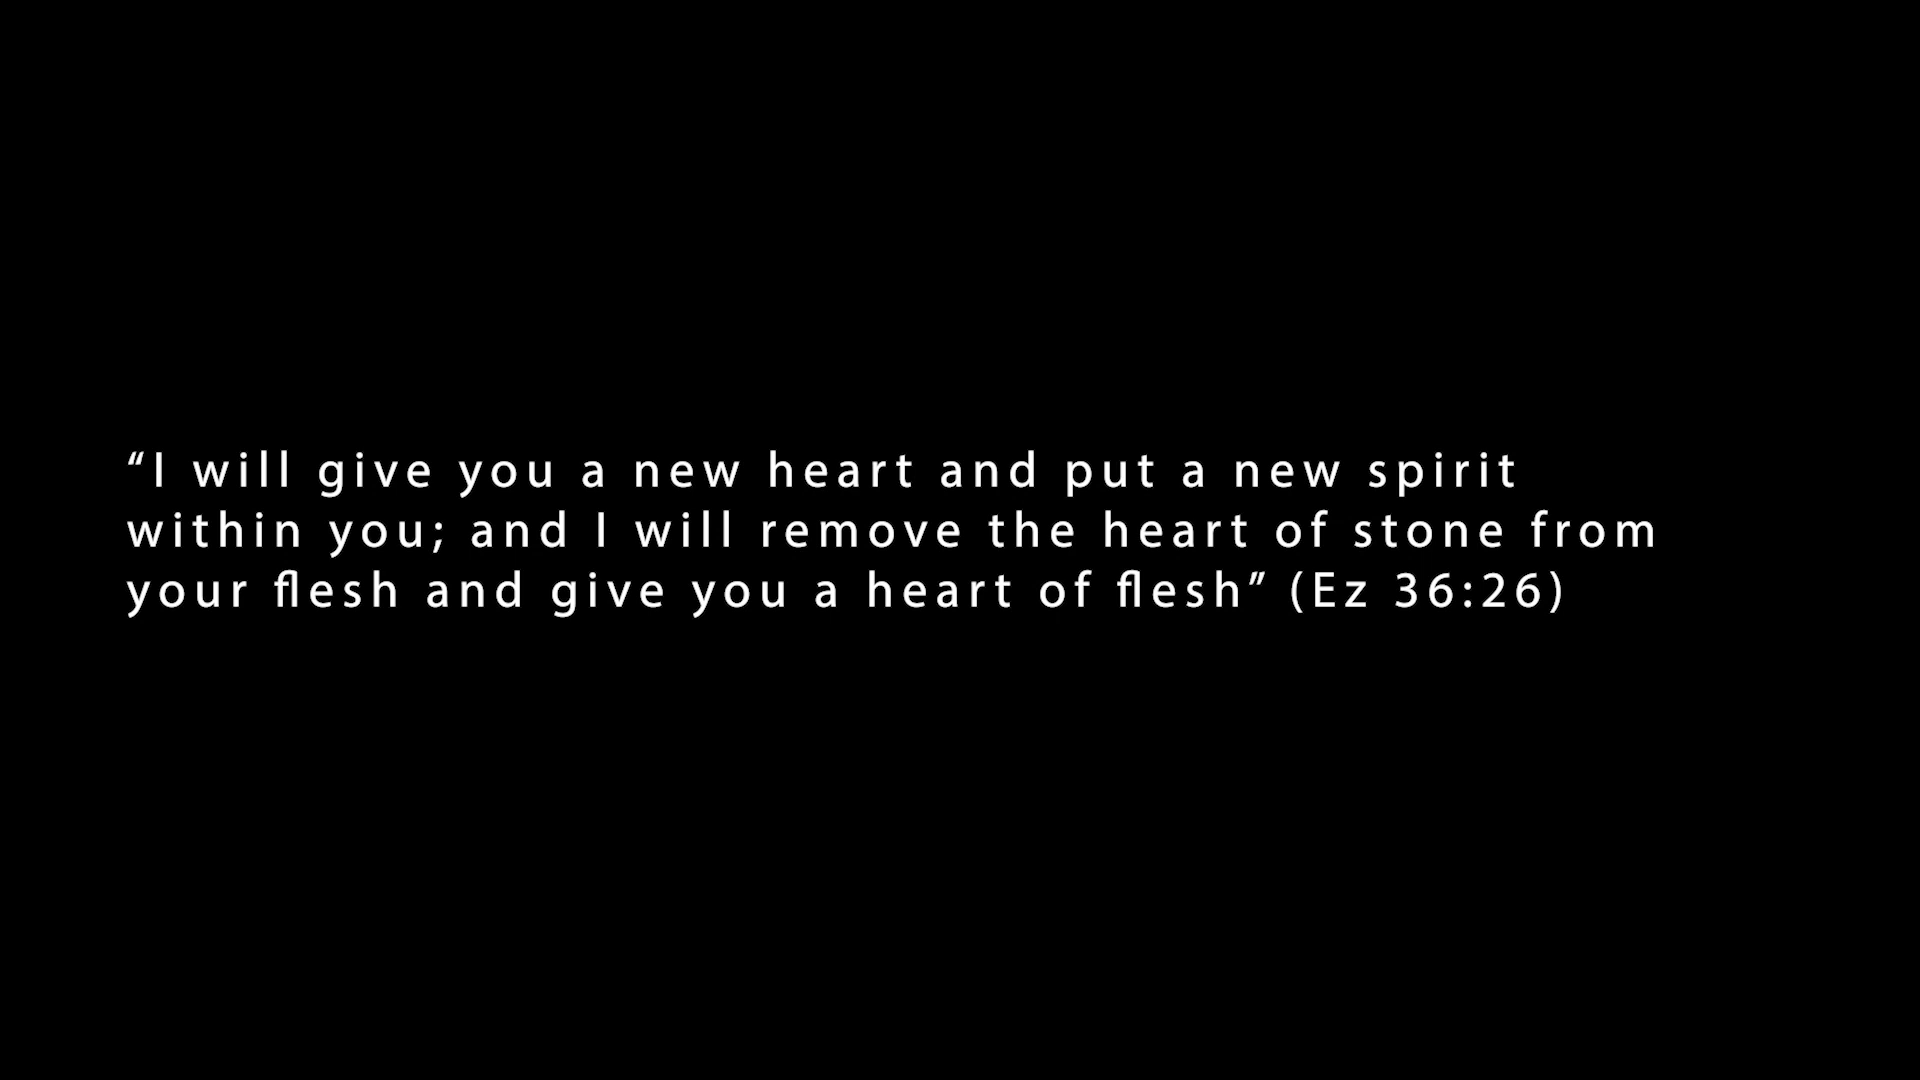 “I will give you a new heart and put a new spirit
within you; and I will remove the heart of stone from
your flesh and give you a heart of flesh” (Ez 36:26)